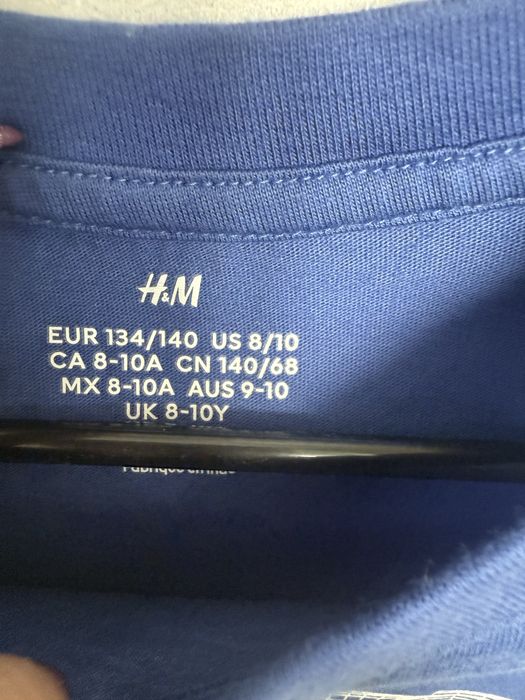 H&M
EUR 134/140 US 8/10
CA 8-10A CN 140/68
MX 8-10A AUS 9-10
UK 8-10Y